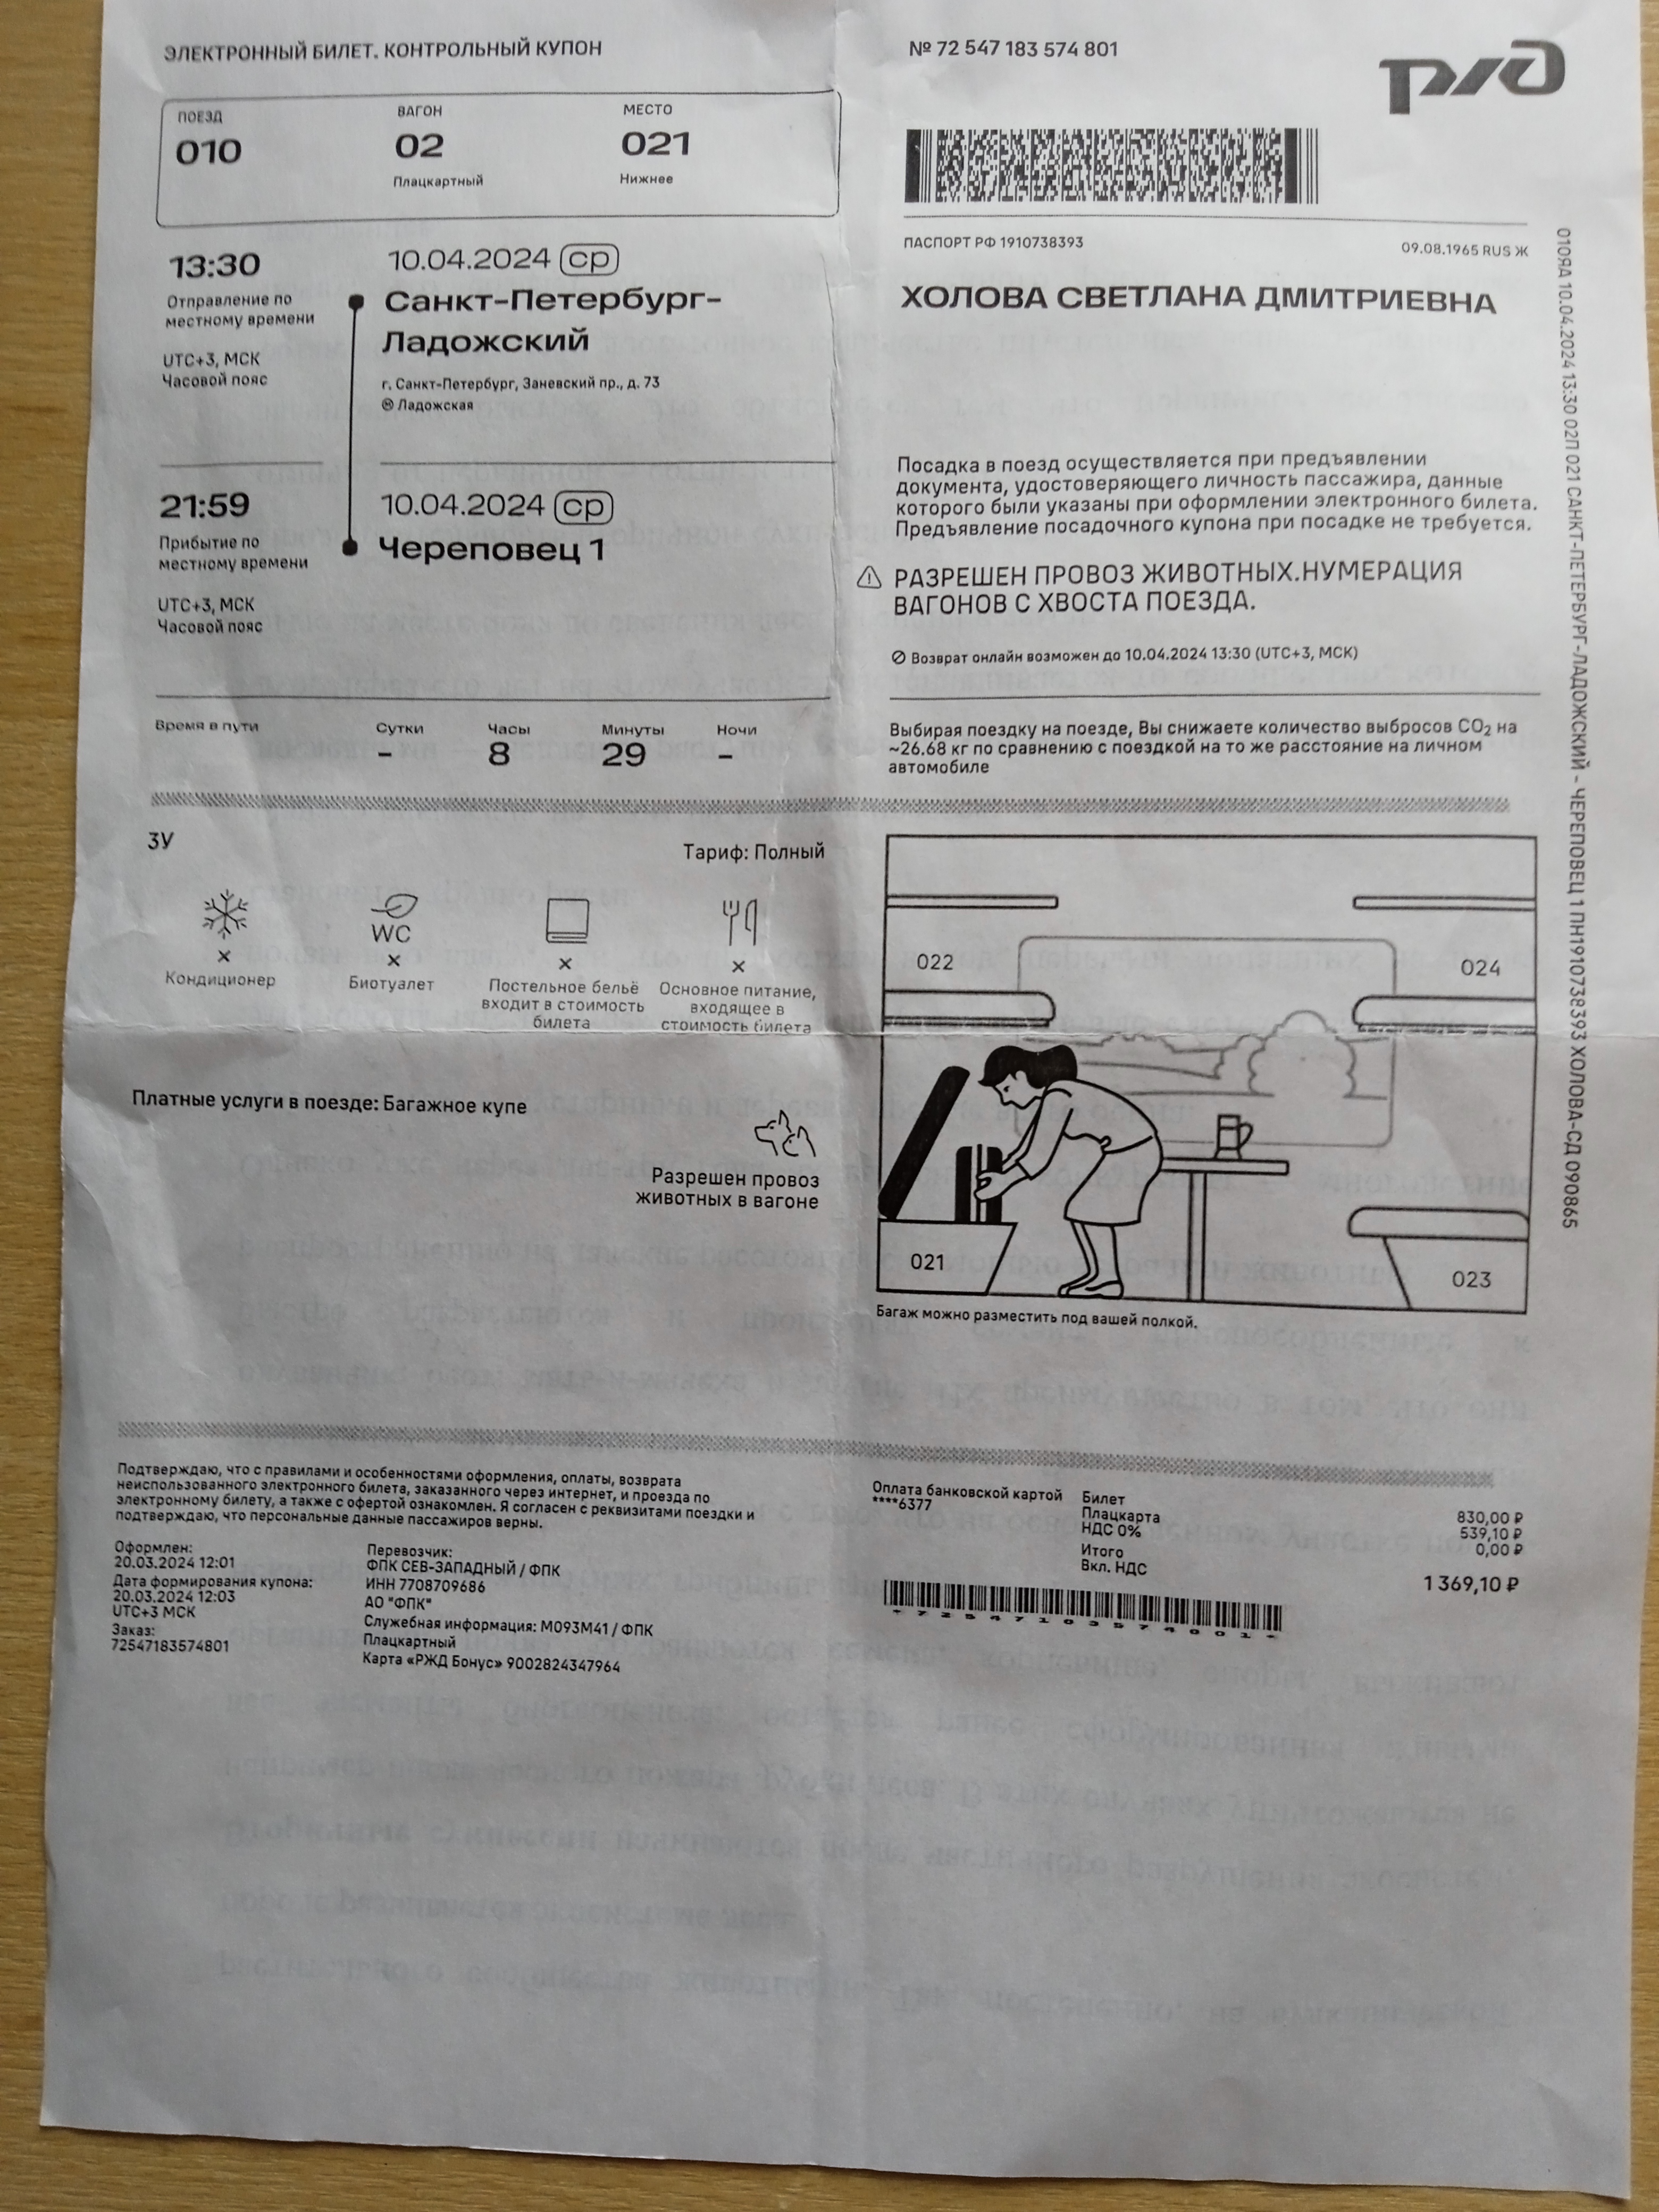 ЭЛЕКТРОННЫЙ БИЛЕТ. КОНТРОЛЬНЫЙ КУПОН
№ 72 547 183 574 801
РЖД
ПОЕЗД
010
ВАГОН
02
Плацкартный
МЕСТО
021
Нижнее
13:30
Отправление по
местному времени
UTC+3, МСК
Часовой пояс
10.04.2024 ср
Санкт-Петербург-
Ладожский
г. Санкт-Петербург, Заневский пр., д. 73
Ладожская
21:59
Прибытие по
местному времени
UTC+3, МСК
Часовой пояс
10.04.2024 ср
Череповец 1
Время в пути
Сутки
-
Часы
8
Минуты
29
Ночи
-
ПАСПОРТ РФ 1910738393
09.08.1965 RUS Ж
ХОЛОВА СВЕТЛАНА ДМИТРИЕВНА
Посадка в поезд осуществляется при предъявлении
документа, удостоверяющего личность пассажира, данные
которого были указаны при оформлении электронного билета.
Предъявление посадочного купона при посадке не требуется.
РАЗРЕШЕН ПРОВОЗ ЖИВОТНЫХ.НУМЕРАЦИЯ
ВАГОНОВ С ХВОСТА ПОЕЗДА.
Возврат онлайн возможен до 10.04.2024 13:30 (UTC+3, МСК)
Выбирая поездку на поезде, Вы снижаете количество выбросов CO₂ на
~26.68 кг по сравнению с поездкой на то же расстояние на личном
автомобиле
010ЯА 10.04.2024 13:30 02П 021 САНКТ-ПЕТЕРБУРГ-ЛАДОЖСКИЙ - ЧЕРЕПОВЕЦ 1 ПН1910738393 ХОЛОВА-СД 090865
3У
Тариф: Полный
×
Кондиционер
WC
×
Биотуалет
×
Постельное бельё
входит в стоимость
билета
×
Основное питание,
входящее в
стоимость билета
Платные услуги в поезде: Багажное купе
Разрешен провоз
животных в вагоне
022
024
021
023
Багаж можно разместить под вашей полкой.
Подтверждаю, что с правилами и особенностями оформления, оплаты, возврата
неиспользованного электронного билета, заказанного через интернет, и проезда по
электронному билету, а также с офертой ознакомлен. Я согласен с реквизитами поездки и
подтверждаю, что персональные данные пассажиров верны.
Оформлен:
20.03.2024 12:01
Дата формирования купона:
20.03.2024 12:03
UTC+3 МСК
Заказ:
72547183574801
Перевозчик:
ФПК СЕВ-ЗАПАДНЫЙ / ФПК
ИНН 7708709686
АО "ФПК"
Служебная информация: М093М41 / ФПК
Плацкартный
Карта «РЖД Бонус» 9002824347964
Оплата банковской картой
****6377
Билет
Плацкарта
НДС 0%
Итого
Вкл. НДС
830,00 ₽
539,10 ₽
0,00 ₽
1 369,10 ₽